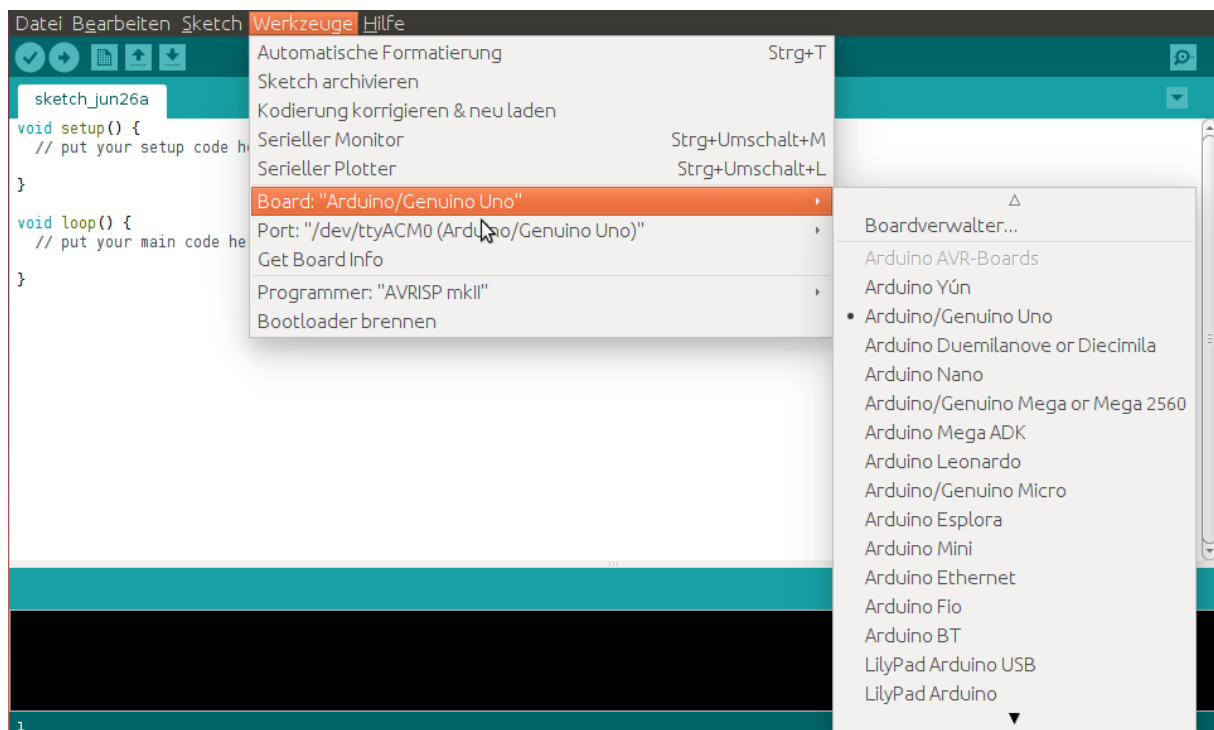 Datei Bearbeiten Sketch Werkzeuge Hilfe
sketch_jun26a
void setup() {
// put your setup code h
}
void loop() {
// put your main code he
}
Automatische Formatierung Strg+T
Sketch archivieren
Kodierung korrigieren & neu laden
Serieller Monitor Strg+Umschalt+M
Serieller Plotter Strg+Umschalt+L
Board: "Arduino/Genuino Uno"
Port: "/dev/ttyACM0 (Arduino/Genuino Uno)"
Get Board Info
Programmer: "AVRISP mkII"
Bootloader brennen
Boardverwalter...
Arduino AVR-Boards
Arduino Yún
Arduino/Genuino Uno
Arduino Duemilanove or Diecimila
Arduino Nano
Arduino/Genuino Mega or Mega 2560
Arduino Mega ADK
Arduino Leonardo
Arduino/Genuino Micro
Arduino Esplora
Arduino Mini
Arduino Ethernet
Arduino Fio
Arduino BT
LilyPad Arduino USB
LilyPad Arduino
1